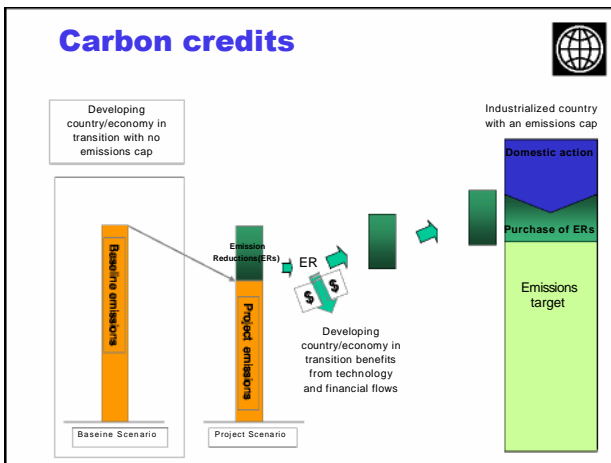 Carbon credits
Developing
country/economy in
transition with no
emissions cap
Industrialized country
with an emissions cap
Domestic action
Purchase of ERs
Emissions
target
Baseline emissions
Emission
Reductions(ERs)
ER
$ $
Project emissions
Developing
country/economy in
transition benefits
from technology
and financial flows
Baseine Scenario
Project Scenario